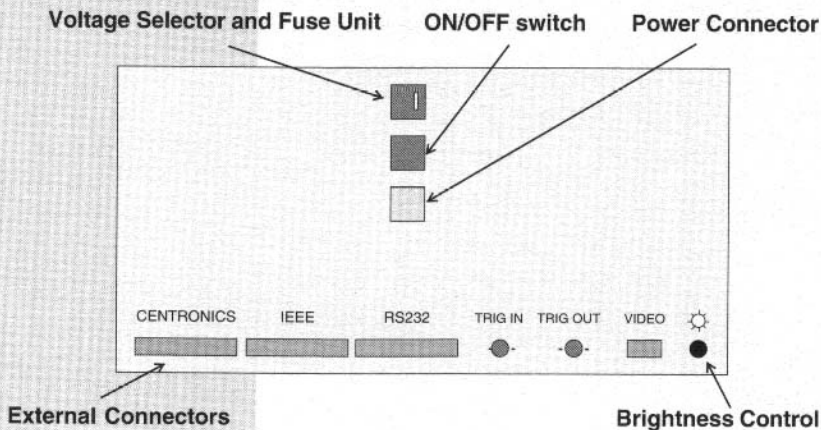 Voltage Selector and Fuse Unit ON/OFF switch Power Connector
CENTRONICS IEEE RS232 TRIG IN TRIG OUT VIDEO
External Connectors Brightness Control